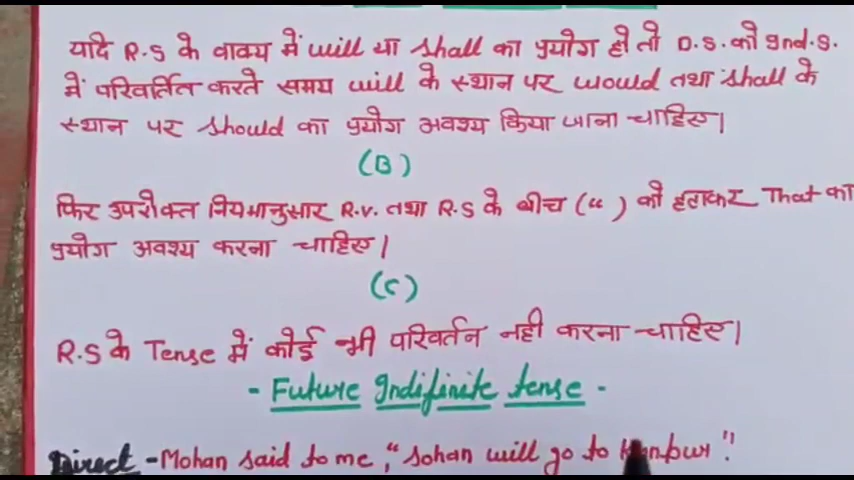 यदि R.S के वाक्य में will या shall का प्रयोग हो तो D.S. को Ind.S.
में परिवर्तित करते समय will के स्थान पर would तथा shall के
स्थान पर should का प्रयोग अवश्य किया जाना चाहिए।
(B)
फिर उपरोक्त नियमानुसार R.V. तथा R.S के बीच (“ ) को हटाकर That का
प्रयोग अवश्य करना चाहिए।
(C)
R.S के Tense में कोई भी परिवर्तन नही करना चाहिए।
- Future Indifinite tense -
Direct - Mohan said to me, “Sohan will go to